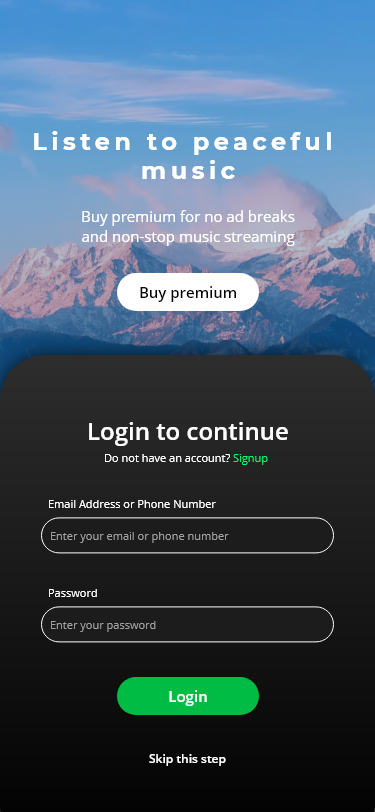 Listen to peaceful
music
Buy premium for no ad breaks
and non-stop music streaming
Buy premium
Login to continue
Do not have an account? Signup
Email Address or Phone Number
Enter your email or phone number
Password
Enter your password
Login
Skip this step